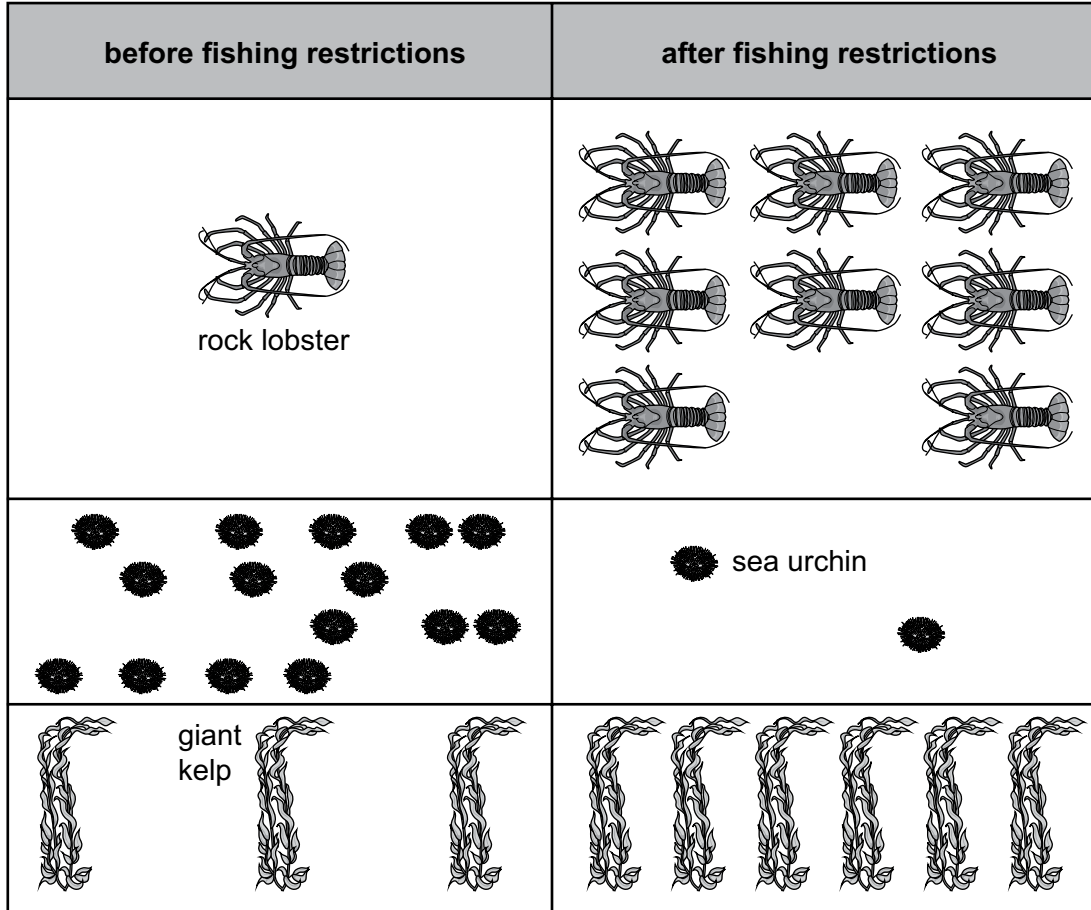 before fishing restrictions
after fishing restrictions
rock lobster
sea urchin
giant
kelp